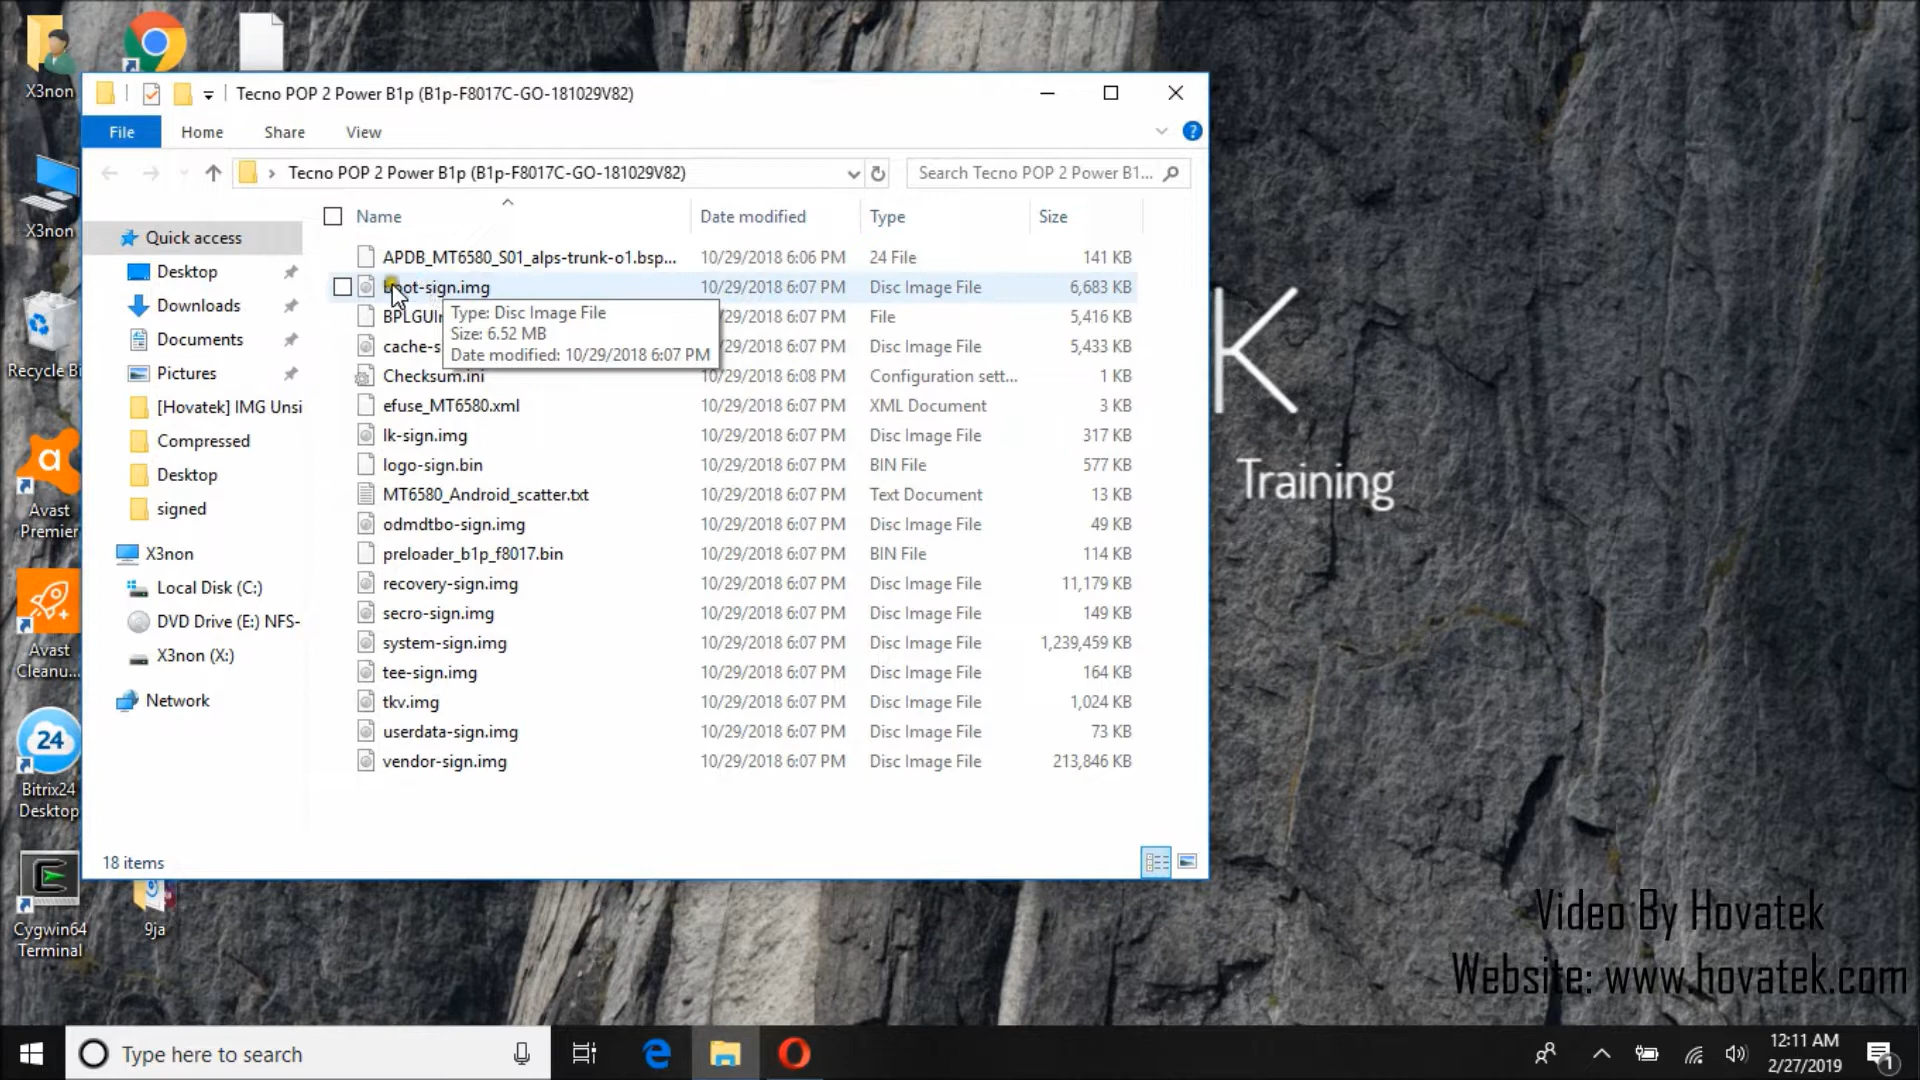 X3non
Tecno POP 2 Power B1p (B1p-F8017C-GO-181029V82)
File
Home
Share
View
Tecno POP 2 Power B1p (B1p-F8017C-GO-181029V82)
Search Tecno POP 2 Power B1...
Name
Date modified
Type
Size
Quick access
Desktop
Downloads
Documents
Pictures
[Hovatek] IMG Unsi
Compressed
Desktop
signed
X3non
Local Disk (C:)
DVD Drive (E:) NFS-
X3non (X:)
Network
APDB_MT6580_S01_alps-trunk-o1.bsp... 10/29/2018 6:06 PM 24 File 141 KB
boot-sign.img 10/29/2018 6:07 PM Disc Image File 6,683 KB
BPLGUI /29/2018 6:07 PM File 5,416 KB
cache-s /29/2018 6:07 PM Disc Image File 5,433 KB
Checksum.ini 10/29/2018 6:08 PM Configuration sett... 1 KB
efuse_MT6580.xml 10/29/2018 6:07 PM XML Document 3 KB
lk-sign.img 10/29/2018 6:07 PM Disc Image File 317 KB
logo-sign.bin 10/29/2018 6:07 PM BIN File 577 KB
MT6580_Android_scatter.txt 10/29/2018 6:07 PM Text Document 13 KB
odmdtbo-sign.img 10/29/2018 6:07 PM Disc Image File 49 KB
preloader_b1p_f8017.bin 10/29/2018 6:07 PM BIN File 114 KB
recovery-sign.img 10/29/2018 6:07 PM Disc Image File 11,179 KB
secro-sign.img 10/29/2018 6:07 PM Disc Image File 149 KB
system-sign.img 10/29/2018 6:07 PM Disc Image File 1,239,459 KB
tee-sign.img 10/29/2018 6:07 PM Disc Image File 164 KB
tkv.img 10/29/2018 6:07 PM Disc Image File 1,024 KB
userdata-sign.img 10/29/2018 6:07 PM Disc Image File 73 KB
vendor-sign.img 10/29/2018 6:07 PM Disc Image File 213,846 KB
Type: Disc Image File
Size: 6.52 MB
Date modified: 10/29/2018 6:07 PM
18 items
X3non
Recycle Bi
Avast
Premier
Avast
Cleanu...
24
Bitrix24
Desktop
Cygwin64
Terminal
9ja
K
Training
Video By Hovatek
Website: www.hovatek.com
Type here to search
12:11 AM
2/27/2019
1